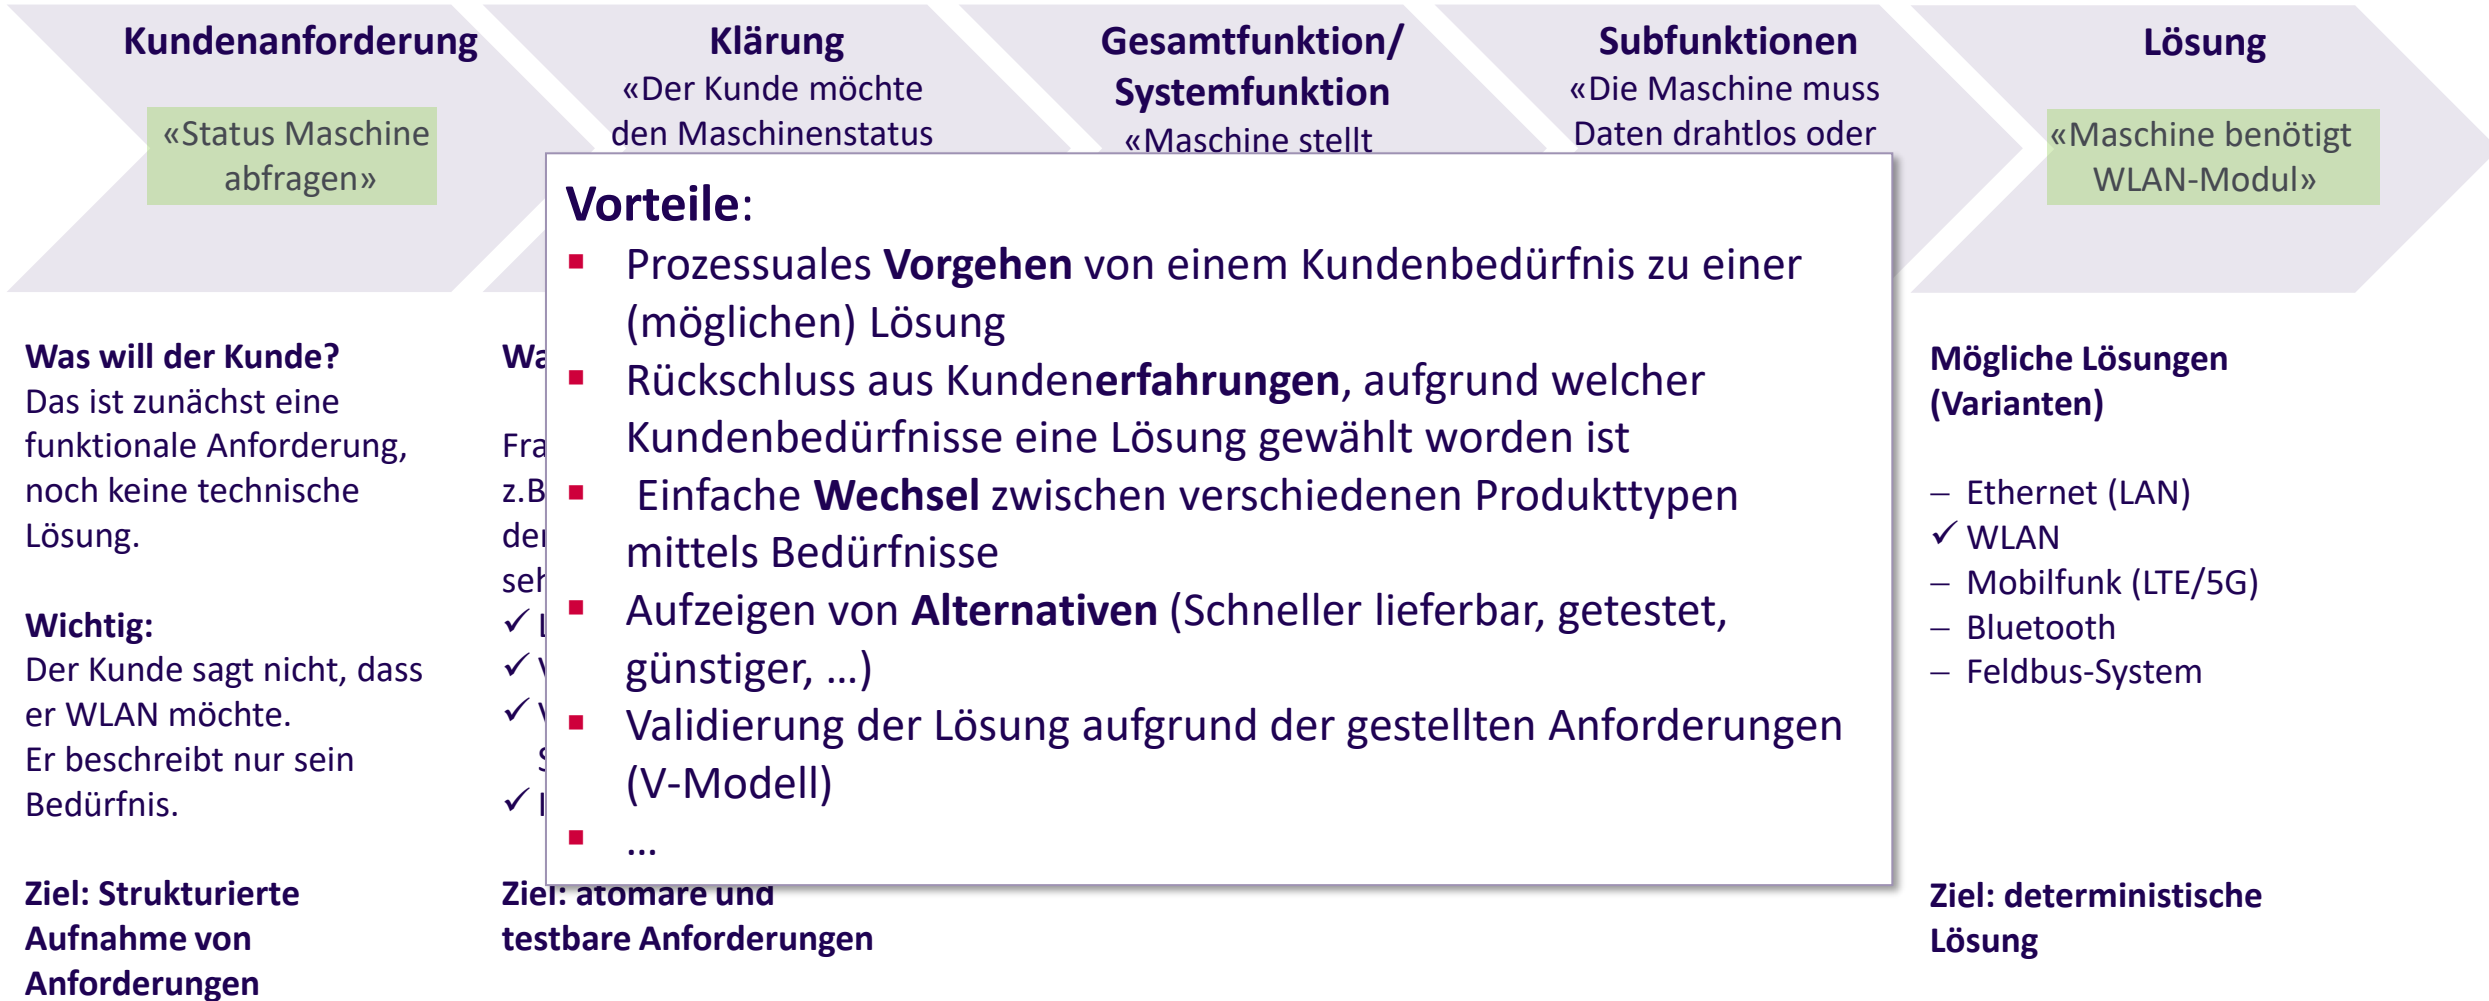 Kundenanforderung
«Status Maschine
abfragen»
Klärung
«Der Kunde möchte
den Maschinenstatus
Gesamtfunktion/
Systemfunktion
«Maschine stellt
Subfunktionen
«Die Maschine muss
Daten drahtlos oder
Lösung
«Maschine benötigt
WLAN-Modul»
Vorteile:
▪ Prozessuales Vorgehen von einem Kundenbedürfnis zu einer
(möglichen) Lösung
▪ Rückschluss aus Kundenerfahrungen, aufgrund welcher
Kundenbedürfnisse eine Lösung gewählt worden ist
▪ Einfache Wechsel zwischen verschiedenen Produkttypen
mittels Bedürfnisse
▪ Aufzeigen von Alternativen (Schneller lieferbar, getestet,
günstiger, …)
▪ Validierung der Lösung aufgrund der gestellten Anforderungen
(V-Modell)
▪ …
Was will der Kunde?
Das ist zunächst eine
funktionale Anforderung,
noch keine technische
Lösung.
Wichtig:
Der Kunde sagt nicht, dass
er WLAN möchte.
Er beschreibt nur sein
Bedürfnis.
Ziel: Strukturierte
Aufnahme von
Anforderungen
z.B
Ziel: atomare und
testbare Anforderungen
Mögliche Lösungen
(Varianten)
– Ethernet (LAN)
✓ WLAN
– Mobilfunk (LTE/5G)
– Bluetooth
– Feldbus-System
Ziel: deterministische
Lösung